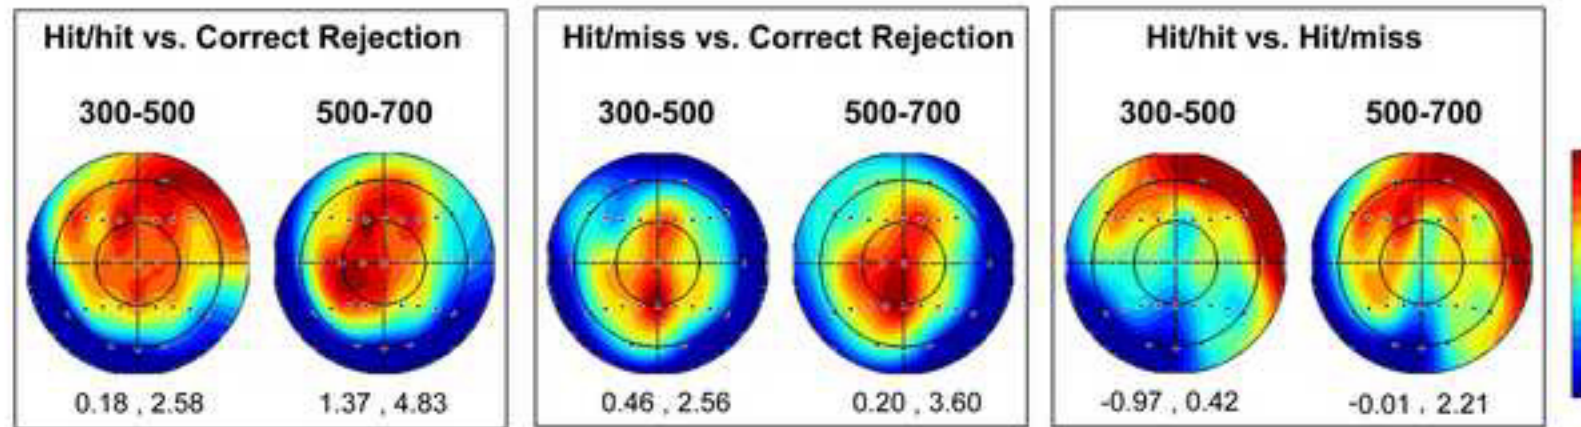 Hit/hit vs. Correct Rejection
300-500 500-700
0.18 , 2.58 1.37 , 4.83
Hit/miss vs. Correct Rejection
300-500 500-700
0.46 , 2.56 0.20 , 3.60
Hit/hit vs. Hit/miss
300-500 500-700
-0.97 , 0.42 -0.01 , 2.21